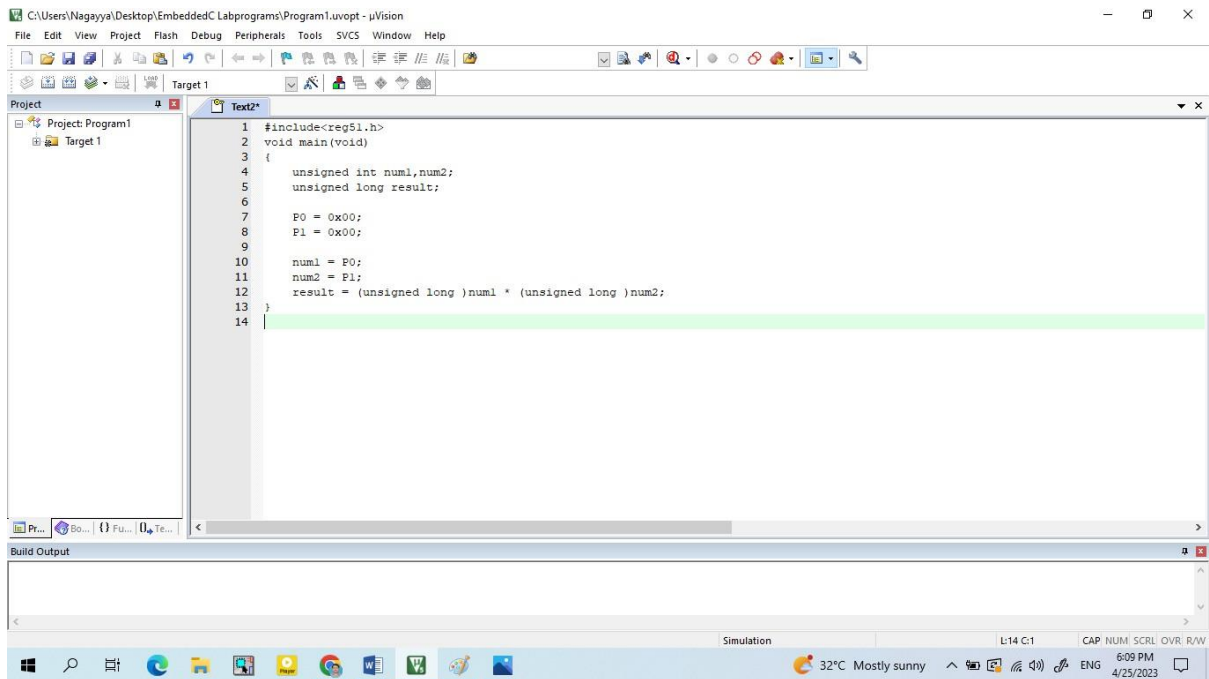 C:\Users\Nagayya\Desktop\EmbeddedC Labprograms\Program1.uvopt - µVision
File Edit View Project Flash Debug Peripherals Tools SVCS Window Help
Target 1
Project
Text2*
Project: Program1
Target 1
1 #include<reg51.h>
2 void main(void)
3 {
4 unsigned int num1,num2;
5 unsigned long result;
6
7 P0 = 0x00;
8 P1 = 0x00;
9
10 num1 = P0;
11 num2 = P1;
12 result = (unsigned long )num1 * (unsigned long )num2;
13 }
14
Pr... Bo... {} Fu... Te...
Build Output
Simulation L:14 C:1 CAP NUM SCRL OVR R/W
32°C Mostly sunny ENG 6:09 PM
4/25/2023